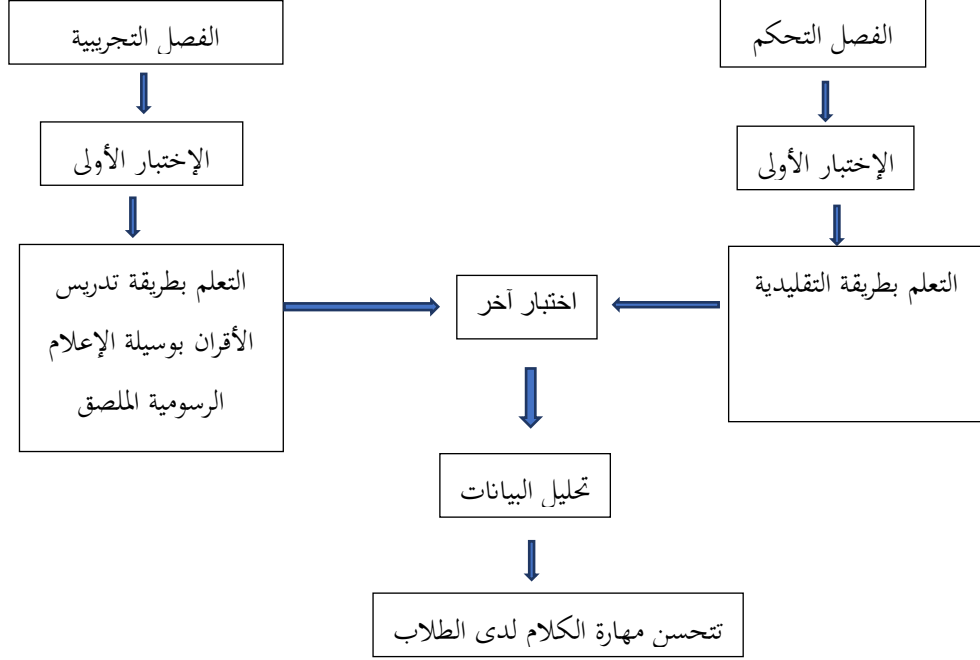 الفصل التحكم
الفصل التجريبية
الإختبار الأولى
الإختبار الأولى
التعلم بطريقة التقليدية
التعلم بطريقة تدريس
الأقران بوسيلة الإعلام
الرسومية الملصق
اختبار آخر
تحليل البيانات
تتحسن مهارة الكلام لدى الطلاب